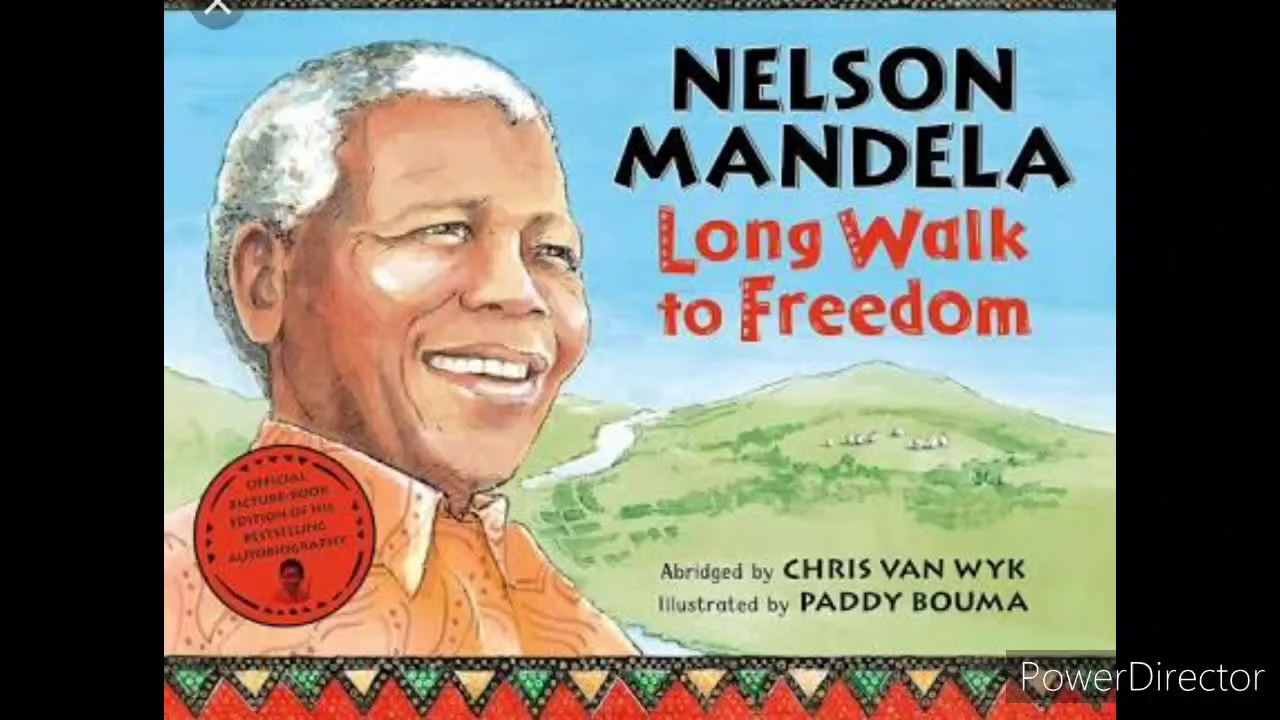 NELSON
MANDELA
Long Walk
to Freedom
OFFICIAL
PICTURE-BOOK
EDITION OF HIS
BESTSELLING
AUTOBIOGRAPHY
Abridged by CHRIS VAN WYK
Illustrated by PADDY BOUMA
PowerDirector